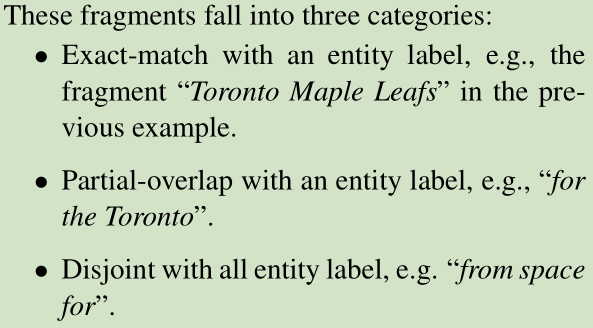 These fragments fall into three categories:
• Exact-match with an entity label, e.g., the
fragment “Toronto Maple Leafs” in the pre-
vious example.
• Partial-overlap with an entity label, e.g., “for
the Toronto”.
• Disjoint with all entity label, e.g. “from space
for”.